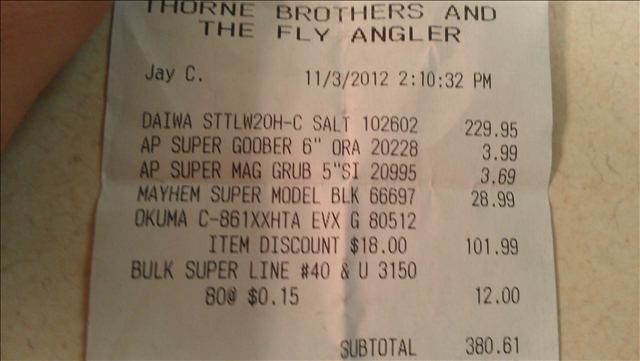 THORNE BROTHERS AND
THE FLY ANGLER
Jay C. 11/3/2012 2:10:32 PM
DAIWA STTLW20H-C SALT 102602 229.95
AP SUPER GOOBER 6" ORA 20228 3.99
AP SUPER MAG GRUB 5"SI 20995 3.69
MAYHEM SUPER MODEL BLK 66697 28.99
OKUMA C-861XXHTA EVX G 80512
ITEM DISCOUNT $18.00 101.99
BULK SUPER LINE #40 & U 3150
80@ $0.15 12.00
SUBTOTAL 380.61